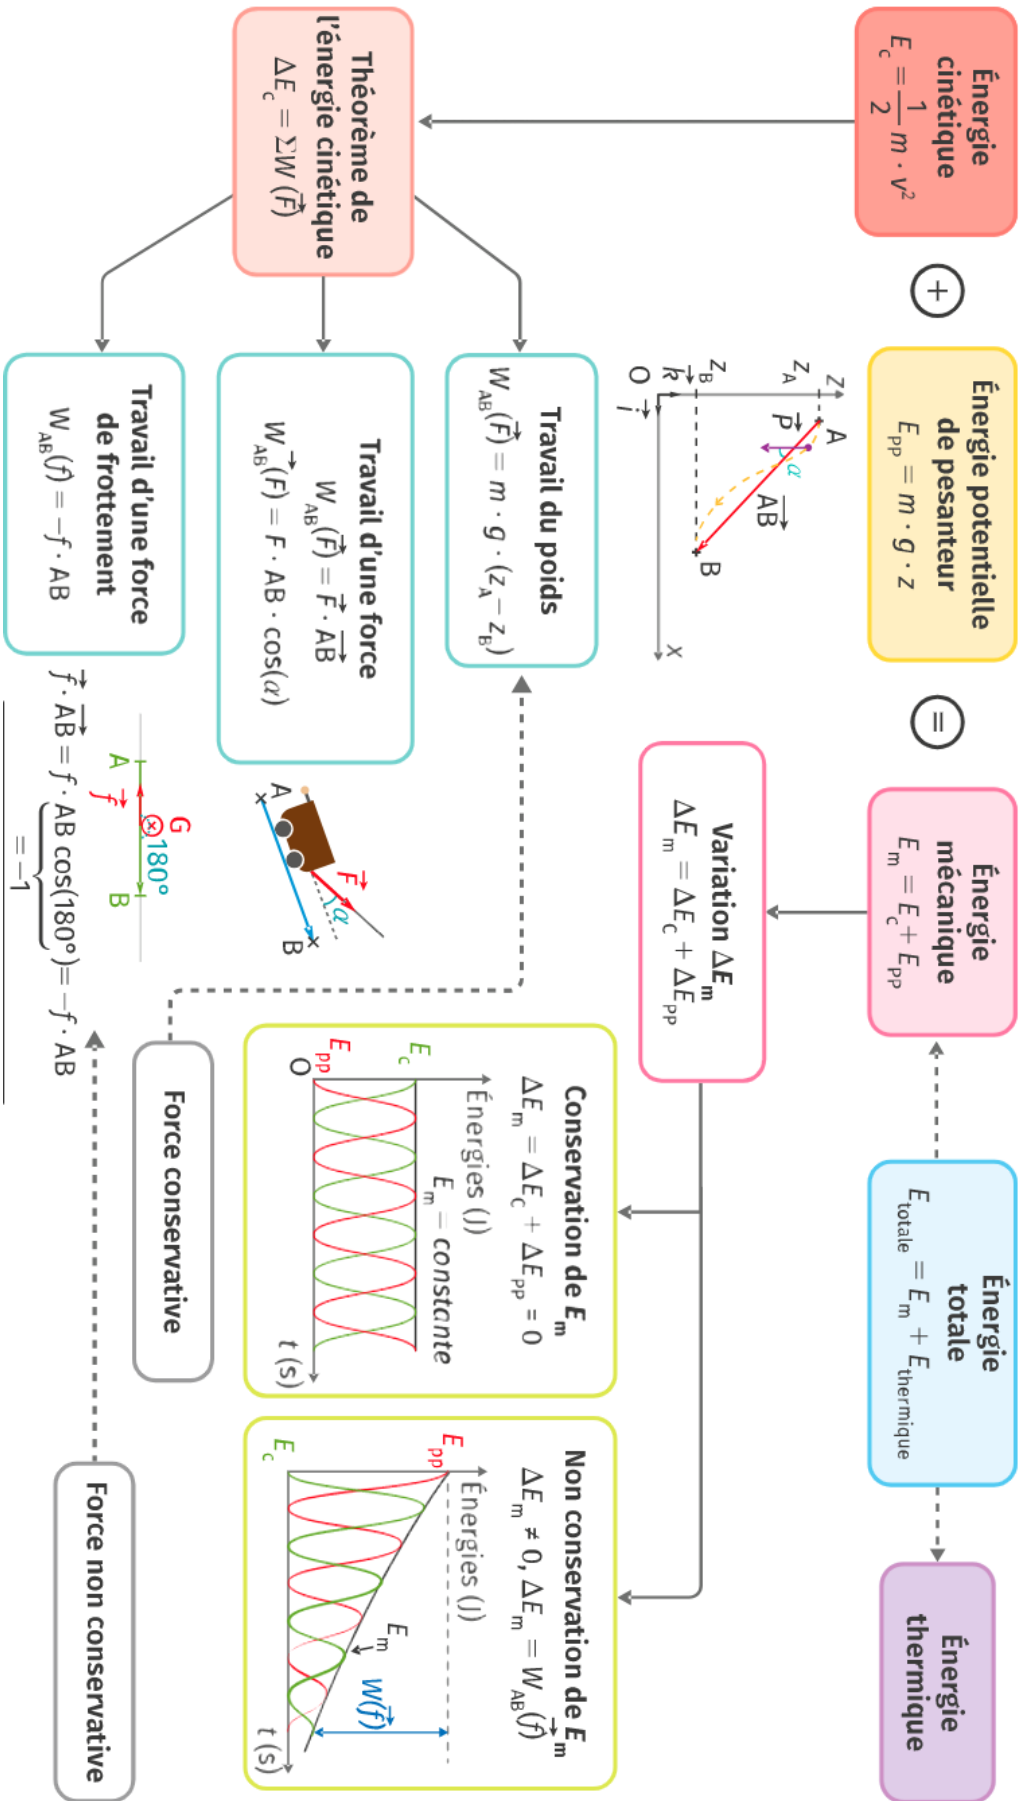 Énergie
cinétique
E_c = 1/2 m · v²
+
Énergie potentielle
de pesanteur
E_PP = m · g · z
=
Énergie
mécanique
E_m = E_c + E_PP
Énergie
totale
E_totale = E_m + E_thermique
Énergie
thermique
Théorème de
l'énergie cinétique
ΔE_c = ΣW(F⃗)
z
z_A
z_B
k⃗
O
i⃗
x
A
P⃗
α
AB⃗
B
Variation ΔE_m
ΔE_m = ΔE_C + ΔE_PP
Travail du poids
W_AB(F⃗) = m · g · (z_A − z_B)
Travail d'une force
W_AB(F⃗) = F⃗ · AB⃗
W_AB(F⃗) = F · AB · cos(α)
A
F⃗
α
B
Travail d'une force
de frottement
W_AB(f) = −f · AB
G
180°
A
f⃗
B
f⃗ · AB⃗ = f · AB cos(180°) = −f · AB
= −1
Conservation de E_m
ΔE_m = ΔE_C + ΔE_PP = 0
Énergies (J)
E_m = constante
E_c
E_pp
O
t (s)
Non conservation de E_m
ΔE_m ≠ 0, ΔE_m = W_AB(f⃗)
Énergies (J)
E_pp
E_m
W(f⃗)
E_c
t (s)
Force conservative
Force non conservative